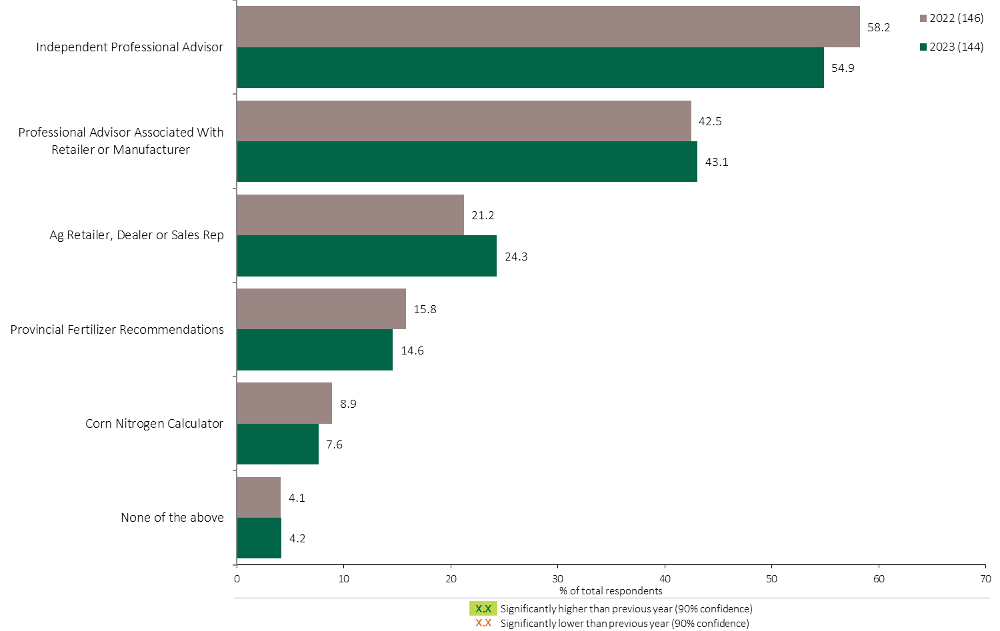 2022 (146)
2023 (144)
Independent Professional Advisor
58.2
54.9
Professional Advisor Associated With
Retailer or Manufacturer
42.5
43.1
Ag Retailer, Dealer or Sales Rep
21.2
24.3
Provincial Fertilizer Recommendations
15.8
14.6
Corn Nitrogen Calculator
8.9
7.6
None of the above
4.1
4.2
0 10 20 30 40 50 60 70
% of total respondents
X.X Significantly higher than previous year (90% confidence)
X.X Significantly lower than previous year (90% confidence)